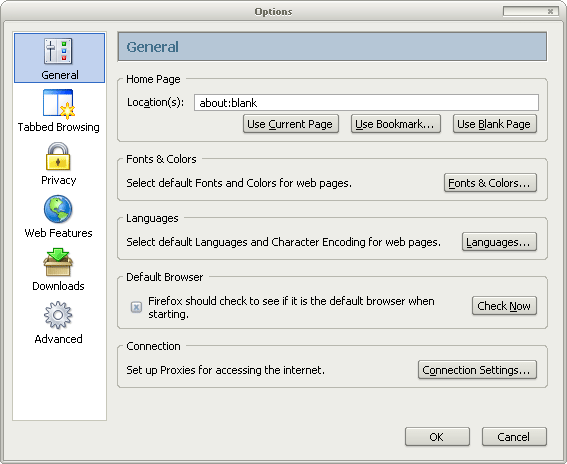 Options
General
Tabbed Browsing
Privacy
Web Features
Downloads
Advanced
General
Home Page
Location(s): about:blank
Use Current Page Use Bookmark... Use Blank Page
Fonts & Colors
Select default Fonts and Colors for web pages. Fonts & Colors...
Languages
Select default Languages and Character Encoding for web pages. Languages...
Default Browser
Firefox should check to see if it is the default browser when
starting. Check Now
Connection
Set up Proxies for accessing the internet. Connection Settings...
OK Cancel